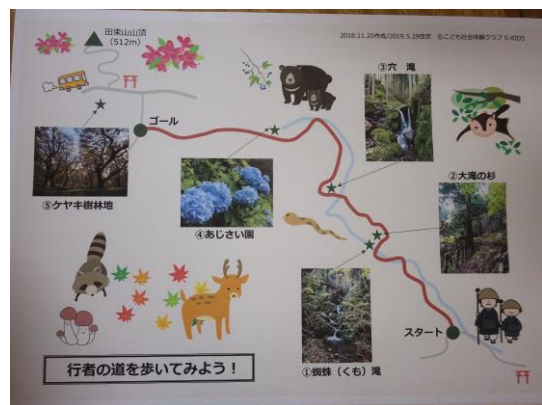 田束山山頂
(512m)
2018.11.20作成/2019.5.29改定 ©こども社会体験クラブ S-KIDS
③穴 滝
ゴール
②大滝の杉
⑤ケヤキ樹林地
④あじさい園
スタート
①蜘蛛(くも)滝
行者の道を歩いてみよう!